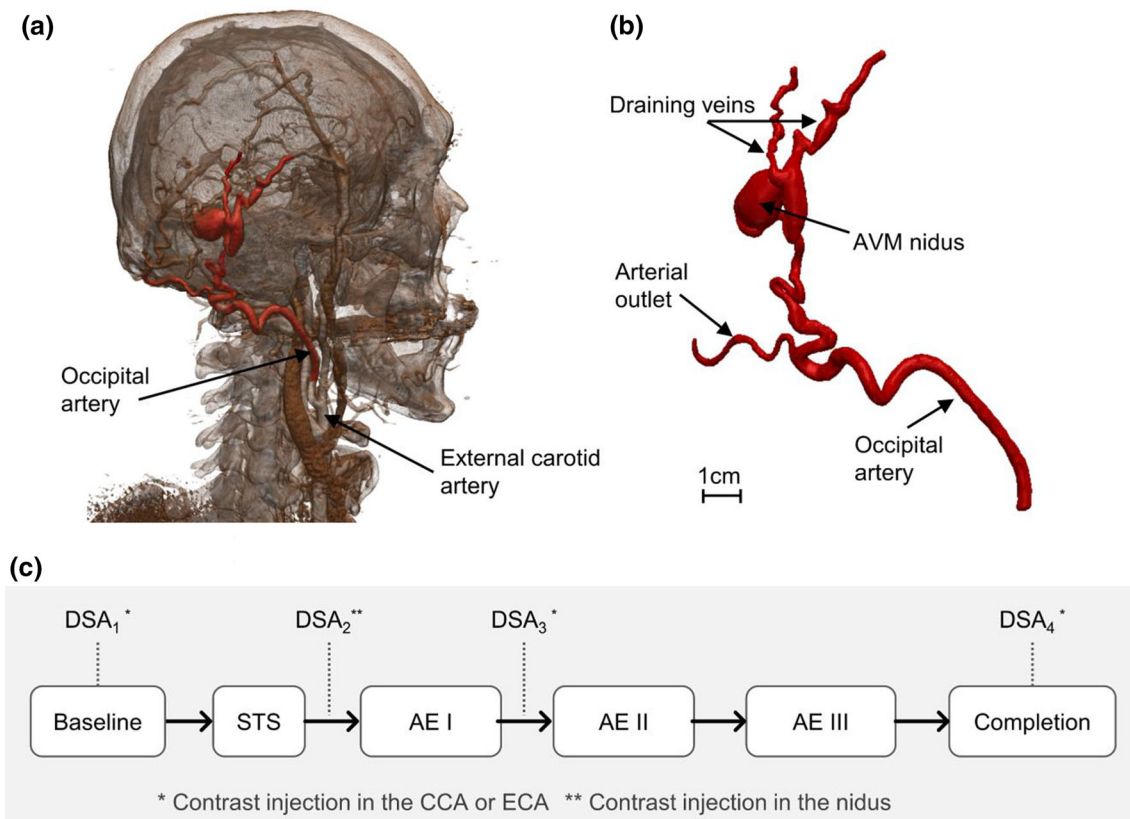 (a)
Occipital
artery
External carotid
artery
(b)
Draining veins
AVM nidus
Arterial
outlet
Occipital
artery
1cm
(c)
DSA₁* DSA₂** DSA₃* DSA₄*
Baseline STS AE I AE II AE III Completion
* Contrast injection in the CCA or ECA ** Contrast injection in the nidus